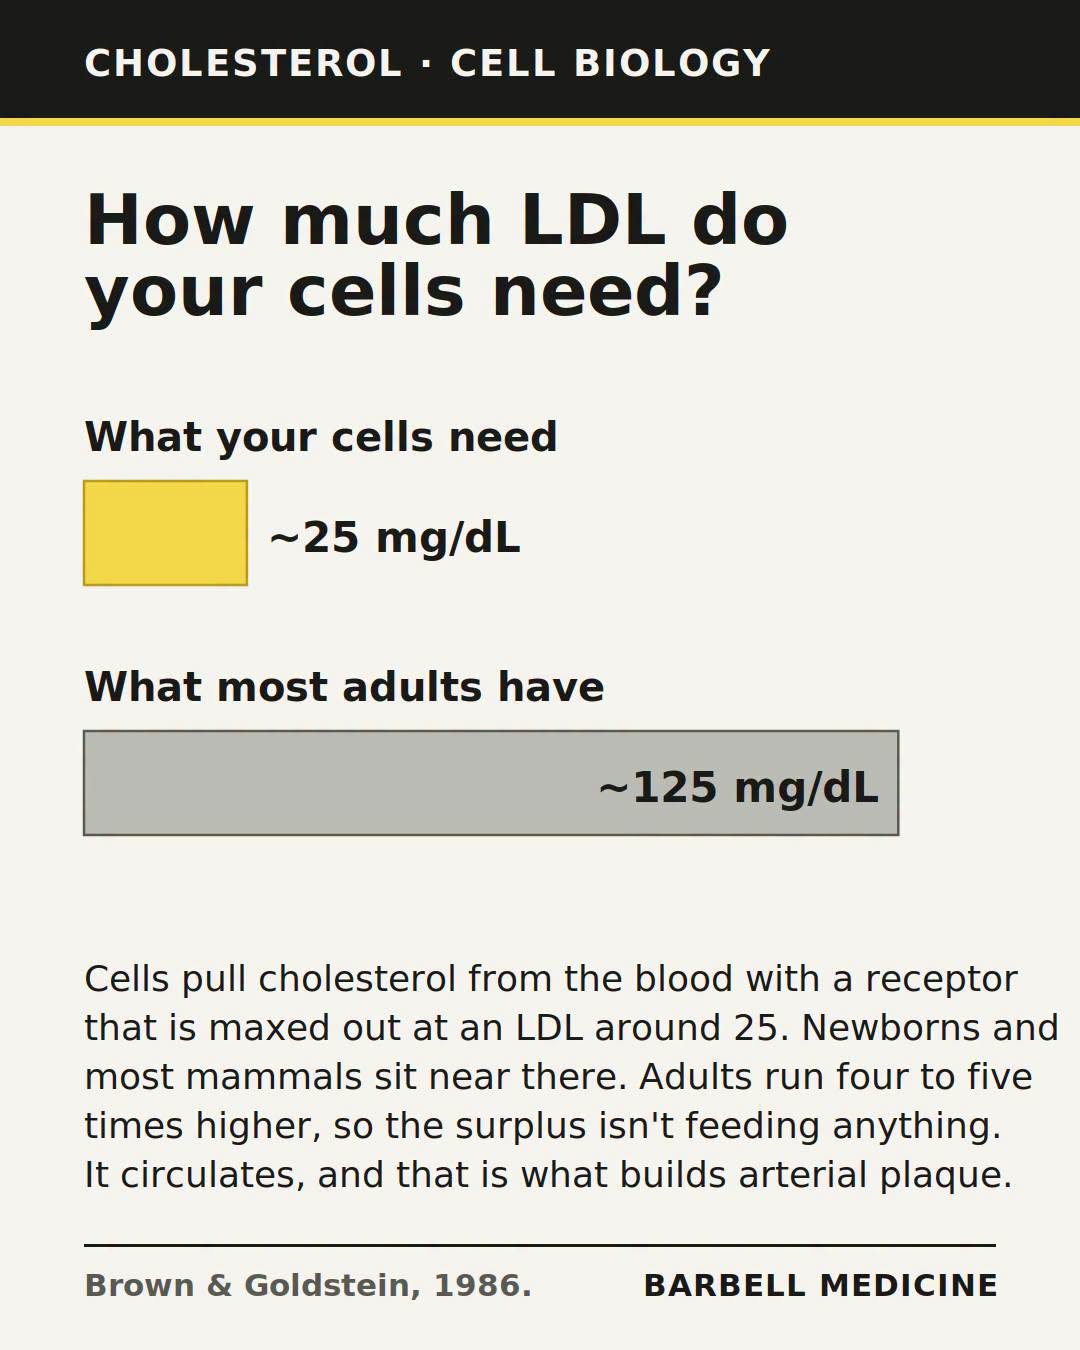 CHOLESTEROL · CELL BIOLOGY
How much LDL do
your cells need?
What your cells need
~25 mg/dL
What most adults have
~125 mg/dL
Cells pull cholesterol from the blood with a receptor
that is maxed out at an LDL around 25. Newborns and
most mammals sit near there. Adults run four to five
times higher, so the surplus isn't feeding anything.
It circulates, and that is what builds arterial plaque.
Brown & Goldstein, 1986.
BARBELL MEDICINE